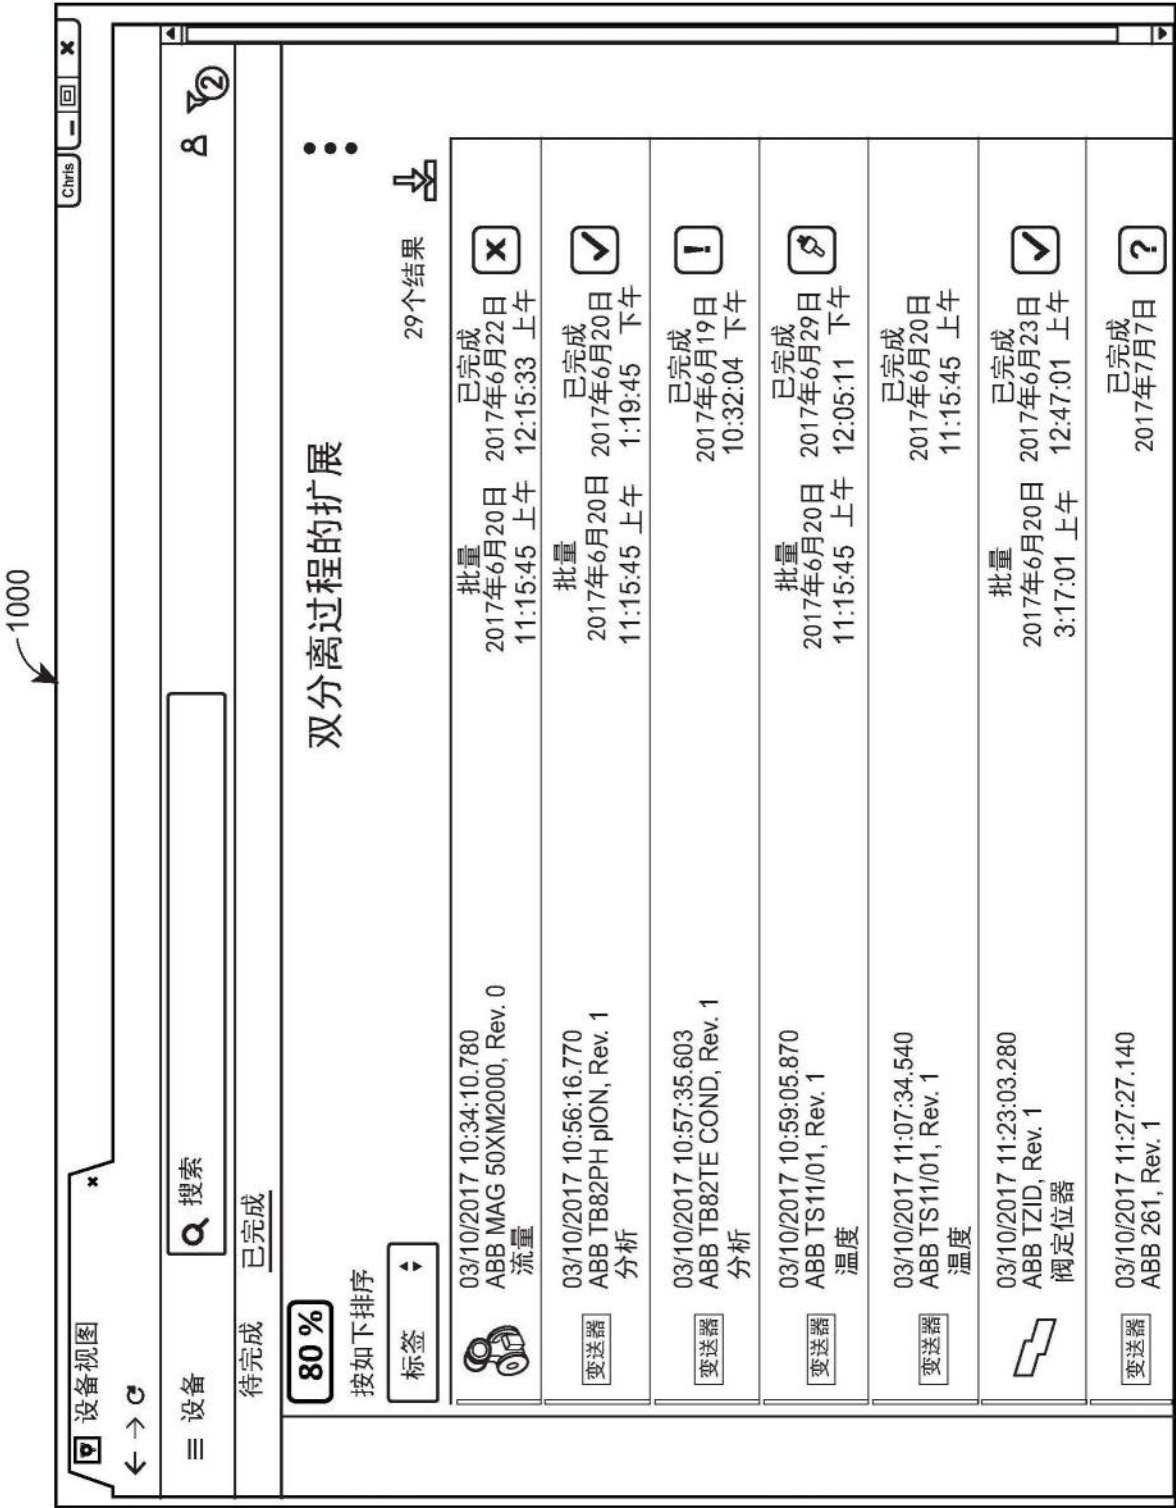 1000
设备视图
Chris
设备
搜索
2
待完成 已完成
80 %
双分离过程的扩展
按如下排序
标签
29个结果
03/10/2017 10:34:10.780
ABB MAG 50XM2000, Rev. 0
流量
批量
2017年6月20日
11:15:45 上午
已完成
2017年6月22日
12:15:33 上午
变送器
03/10/2017 10:56:16.770
ABB TB82PH pION, Rev. 1
分析
批量
2017年6月20日
11:15:45 上午
已完成
2017年6月20日
1:19:45 下午
变送器
03/10/2017 10:57:35.603
ABB TB82TE COND, Rev. 1
分析
已完成
2017年6月19日
10:32:04 下午
!
变送器
03/10/2017 10:59:05.870
ABB TS11/01, Rev. 1
温度
批量
2017年6月20日
11:15:45 上午
已完成
2017年6月29日
12:05:11 下午
变送器
03/10/2017 11:07:34.540
ABB TS11/01, Rev. 1
温度
已完成
2017年6月20日
11:15:45 上午
03/10/2017 11:23:03.280
ABB TZID, Rev. 1
阀定位器
批量
2017年6月20日
3:17:01 上午
已完成
2017年6月23日
12:47:01 上午
变送器
03/10/2017 11:27:27.140
ABB 261, Rev. 1
已完成
2017年7月7日
?